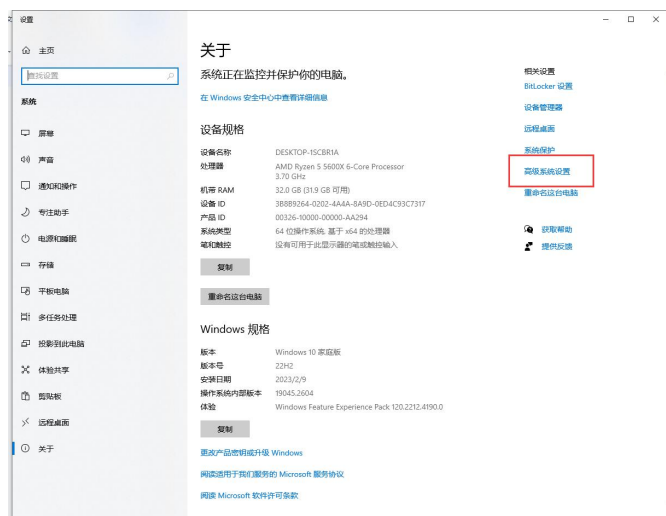 设置
主页
查找设置
系统
屏幕
声音
通知和操作
专注助手
电源和睡眠
存储
平板电脑
多任务处理
投影到此电脑
体验共享
剪贴板
远程桌面
关于
关于
系统正在监控并保护你的电脑。
在 Windows 安全中心中查看详细信息
设备规格
设备名称 DESKTOP-1SCBR1A
处理器 AMD Ryzen 5 5600X 6-Core Processor
3.70 GHz
机带 RAM 32.0 GB (31.9 GB 可用)
设备 ID 3B8B9264-0202-4A4A-8A9D-0ED4C93C7317
产品 ID 00326-10000-00000-AA294
系统类型 64 位操作系统, 基于 x64 的处理器
笔和触控 没有可用于此显示器的笔或触控输入
复制
重命名这台电脑
Windows 规格
版本 Windows 10 家庭版
版本号 22H2
安装日期 2023/2/9
操作系统内部版本 19045.2604
体验 Windows Feature Experience Pack 120.2212.4190.0
复制
更改产品密钥或升级 Windows
阅读适用于我们服务的 Microsoft 服务协议
阅读 Microsoft 软件许可条款
相关设置
BitLocker 设置
设备管理器
远程桌面
系统保护
高级系统设置
重命名这台电脑
获取帮助
提供反馈